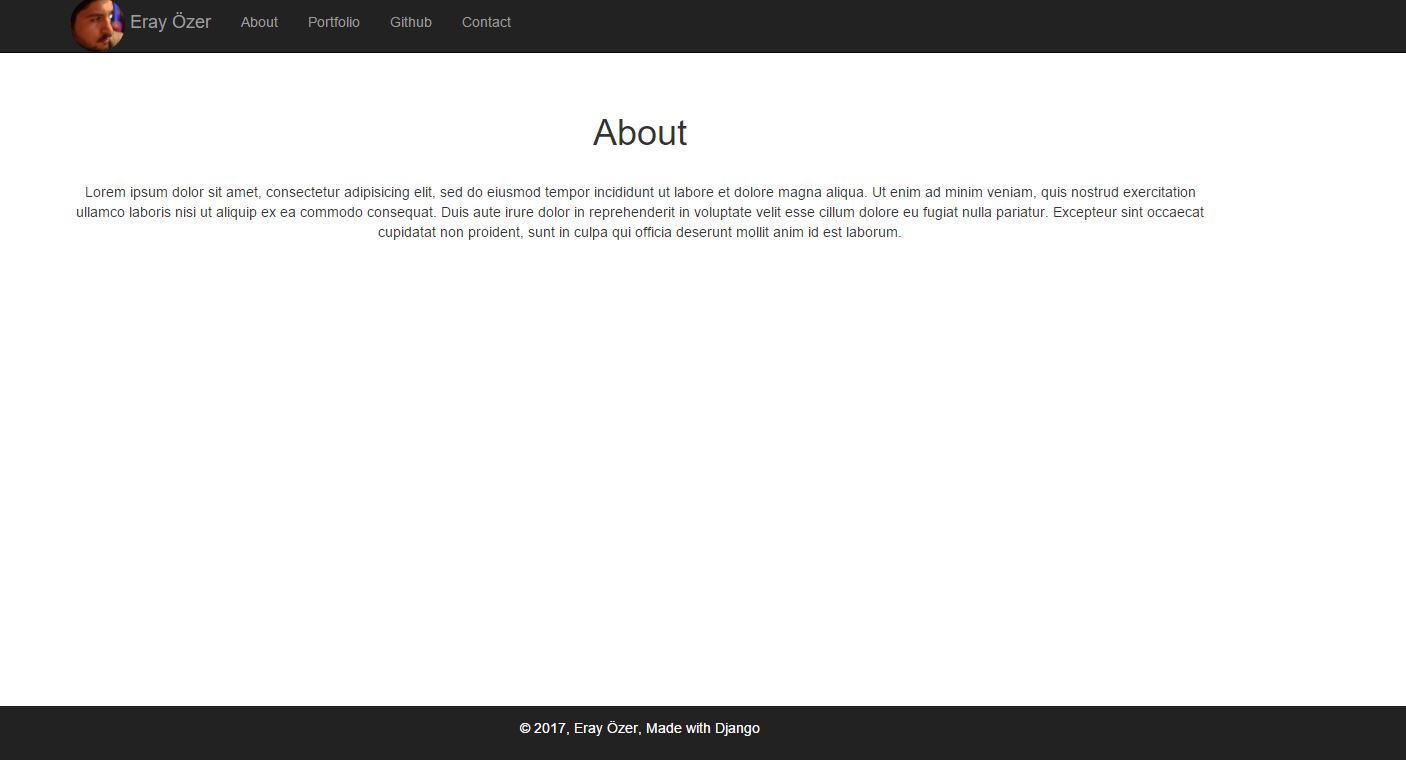 Eray Özer About Portfolio Github Contact
About
Lorem ipsum dolor sit amet, consectetur adipisicing elit, sed do eiusmod tempor incididunt ut labore et dolore magna aliqua. Ut enim ad minim veniam, quis nostrud exercitation
ullamco laboris nisi ut aliquip ex ea commodo consequat. Duis aute irure dolor in reprehenderit in voluptate velit esse cillum dolore eu fugiat nulla pariatur. Excepteur sint occaecat
cupidatat non proident, sunt in culpa qui officia deserunt mollit anim id est laborum.
© 2017, Eray Özer, Made with Django